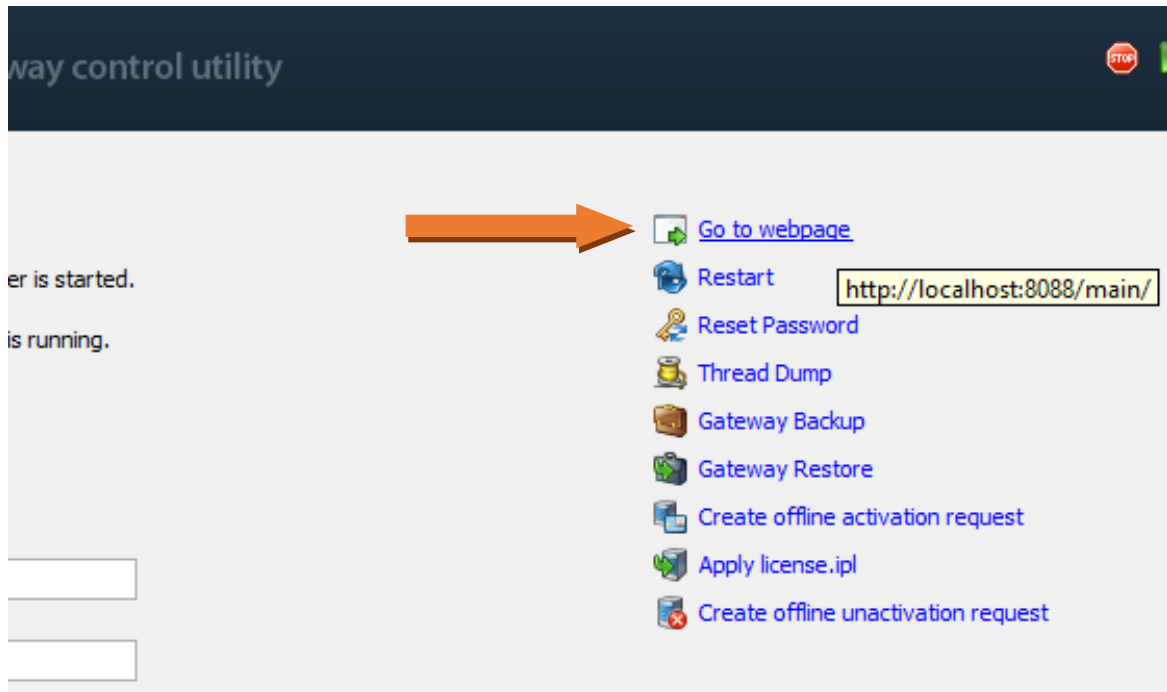 way control utility
STOP
Go to webpage
er is started.
Restart
http://localhost:8088/main/
Reset Password
is running.
Thread Dump
Gateway Backup
Gateway Restore
Create offline activation request
Apply license.ipl
Create offline unactivation request